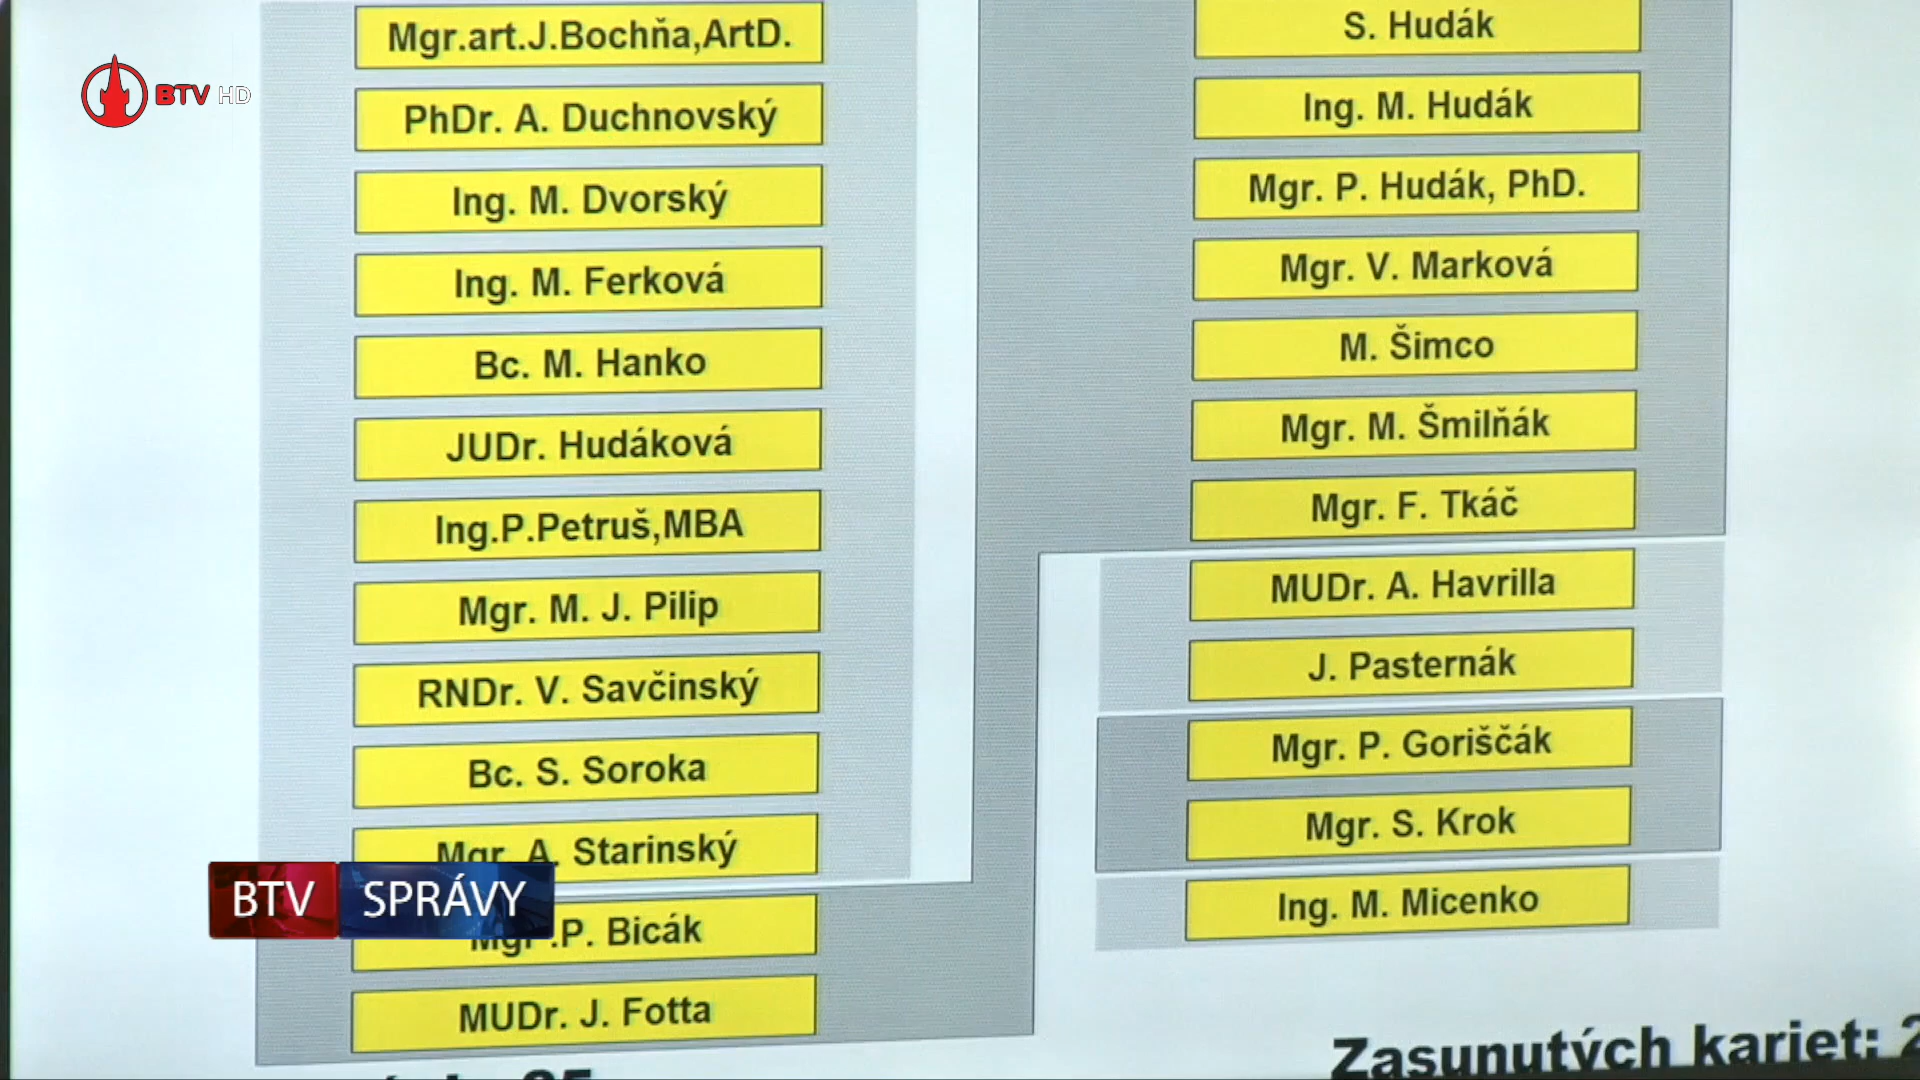 Mgr.art.J.Bochňa,ArtD.
PhDr. A. Duchnovský
Ing. M. Dvorský
Ing. M. Ferková
Bc. M. Hanko
JUDr. Hudáková
Ing.P.Petruš,MBA
Mgr. M. J. Pilip
RNDr. V. Savčinský
Bc. S. Soroka
Mgr. A. Starinský
P. Bicák
MUDr. J. Fotta
S. Hudák
Ing. M. Hudák
Mgr. P. Hudák, PhD.
Mgr. V. Marková
M. Šimco
Mgr. M. Šmilňák
Mgr. F. Tkáč
MUDr. A. Havrilla
J. Pasternák
Mgr. P. Goriščák
Mgr. S. Krok
Ing. M. Micenko
Zasunutých kariet:
BTV HD
BTV SPRÁVY